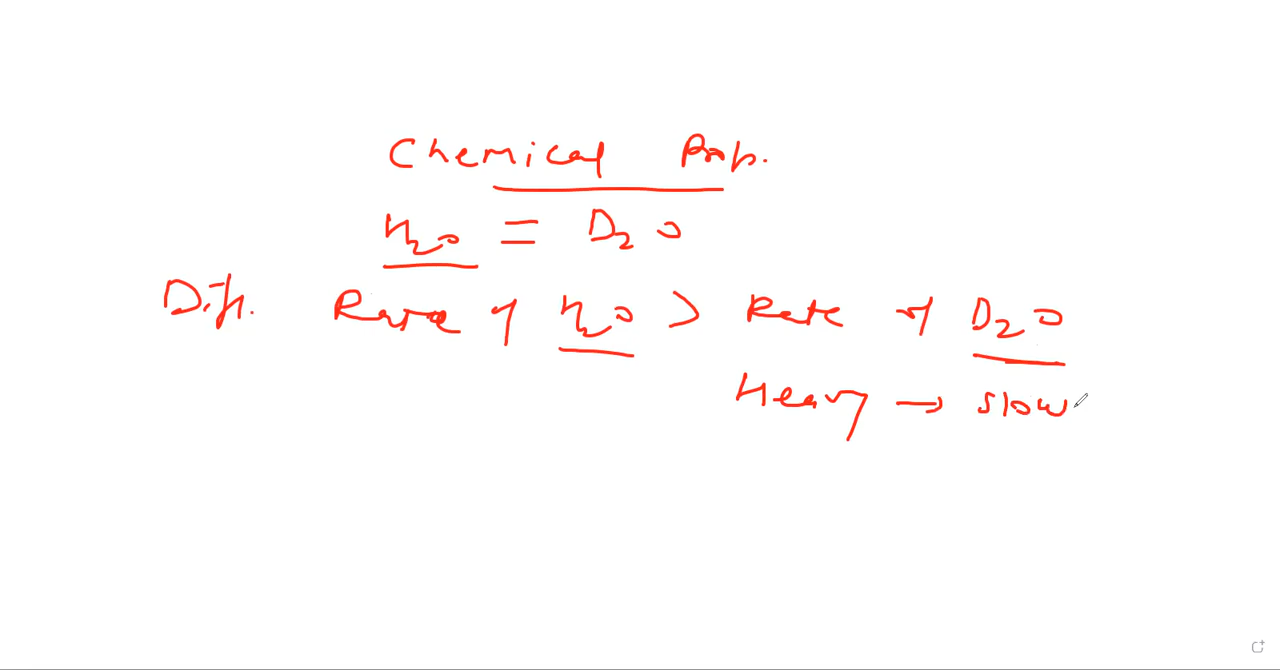 Chemical Prop.
H₂O = D₂O
Diff. Rate of H₂O > Rate of D₂O
Heavy → slow